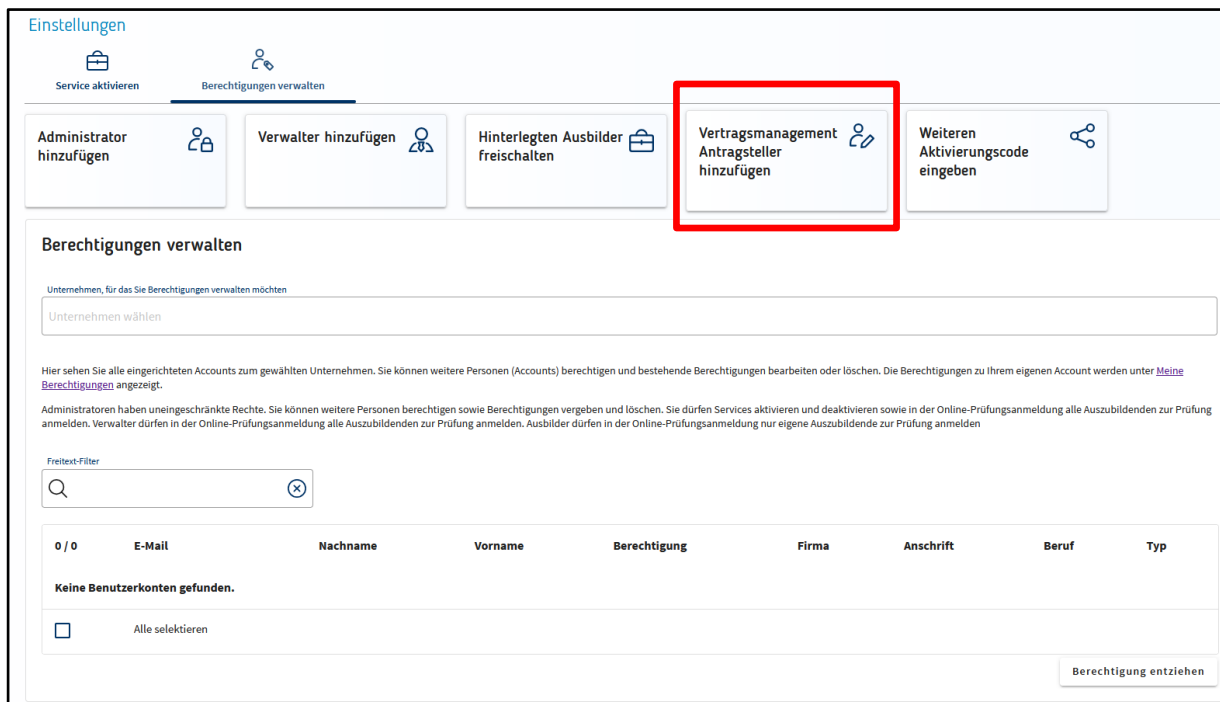 Einstellungen
Service aktivieren
Berechtigungen verwalten
Administrator
hinzufügen
Verwalter hinzufügen
Hinterlegten Ausbilder
freischalten
Vertragsmanagement
Antragsteller
hinzufügen
Weiteren
Aktivierungscode
eingeben
Berechtigungen verwalten
Unternehmen, für das Sie Berechtigungen verwalten möchten
Unternehmen wählen
Hier sehen Sie alle eingerichteten Accounts zum gewählten Unternehmen. Sie können weitere Personen (Accounts) berechtigen und bestehende Berechtigungen bearbeiten oder löschen. Die Berechtigungen zu Ihrem eigenen Account werden unter Meine
Berechtigungen angezeigt.
Administratoren haben uneingeschränkte Rechte. Sie können weitere Personen berechtigen sowie Berechtigungen vergeben und löschen. Sie dürfen Services aktivieren und deaktivieren sowie in der Online-Prüfungsanmeldung alle Auszubildenden zur Prüfung
anmelden. Verwalter dürfen in der Online-Prüfungsanmeldung alle Auszubildenden zur Prüfung anmelden. Ausbilder dürfen in der Online-Prüfungsanmeldung nur eigene Auszubildende zur Prüfung anmelden
Freitext-Filter
0 / 0 E-Mail Nachname Vorname Berechtigung Firma Anschrift Beruf Typ
Keine Benutzerkonten gefunden.
Alle selektieren
Berechtigung entziehen